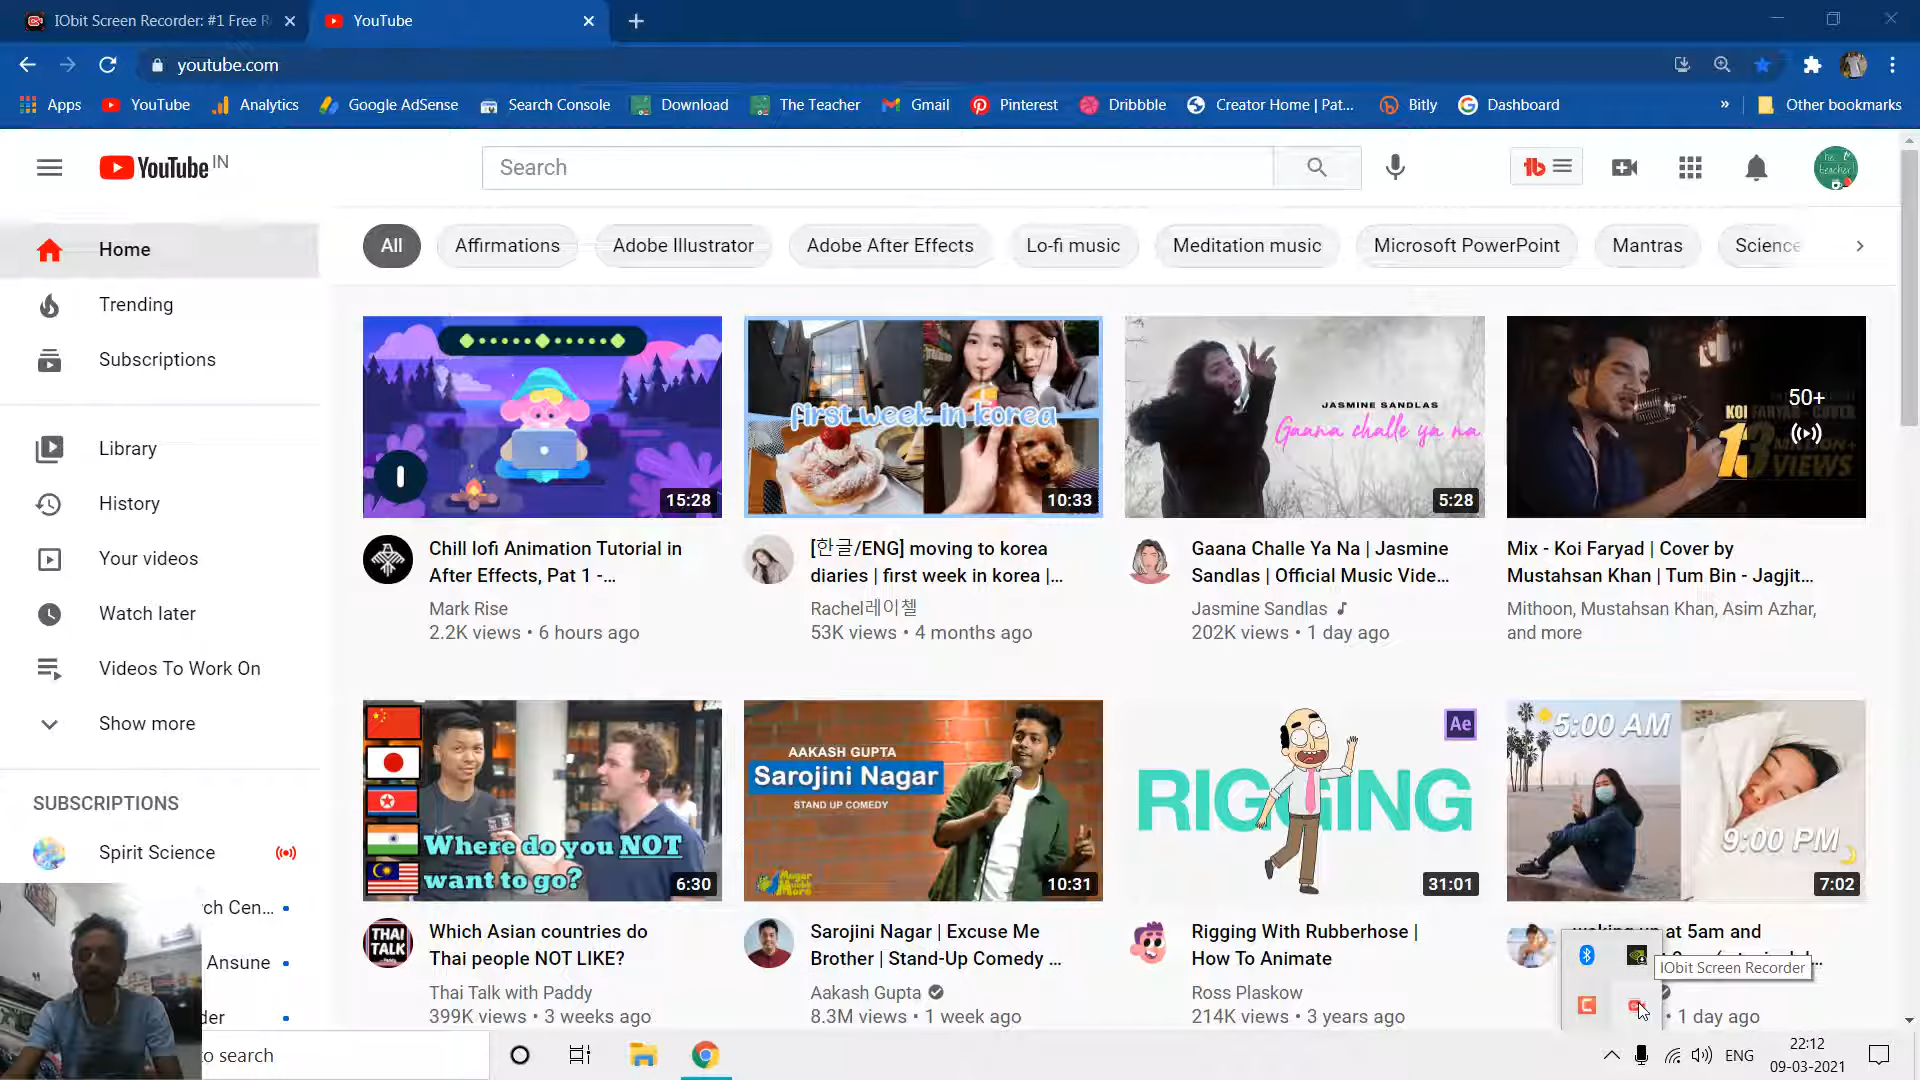 IObit Screen Recorder: #1 Free R
YouTube
youtube.com
Apps
YouTube
Analytics
Google AdSense
Search Console
Download
The Teacher
Gmail
Pinterest
Dribbble
Creator Home | Pat...
Bitly
Dashboard
»
Other bookmarks
YouTube IN
Search
All
Affirmations
Adobe Illustrator
Adobe After Effects
Lo-fi music
Meditation music
Microsoft PowerPoint
Mantras
Science
Home
Trending
Subscriptions
Library
History
Your videos
Watch later
Videos To Work On
Show more
SUBSCRIPTIONS
Spirit Science
ch Cen...
Ansune
der
15:28
Chill lofi Animation Tutorial in
After Effects, Pat 1 -...
Mark Rise
2.2K views • 6 hours ago
first week in korea
10:33
[한글/ENG] moving to korea
diaries | first week in korea |...
Rachel레이첼
53K views • 4 months ago
JASMINE SANDLAS
Gaana challe ya na
5:28
Gaana Challe Ya Na | Jasmine
Sandlas | Official Music Vide...
Jasmine Sandlas
202K views • 1 day ago
KOI FARYAD - COVER
13 MILLION+
VIEWS
50+
Mix - Koi Faryad | Cover by
Mustahsan Khan | Tum Bin - Jagjit...
Mithoon, Mustahsan Khan, Asim Azhar,
and more
Where do you NOT
want to go?
6:30
THAI
TALK
Which Asian countries do
Thai people NOT LIKE?
Thai Talk with Paddy
399K views • 3 weeks ago
AAKASH GUPTA
Sarojini Nagar
STAND UP COMEDY
10:31
Sarojini Nagar | Excuse Me
Brother | Stand-Up Comedy ...
Aakash Gupta
8.3M views • 1 week ago
Ae
RIGGING
31:01
Rigging With Rubberhose |
How To Animate
Ross Plaskow
214K views • 3 years ago
5:00 AM
9:00 PM
7:02
at 5am and
IObit Screen Recorder
• 1 day ago
to search
ENG
22:12
09-03-2021